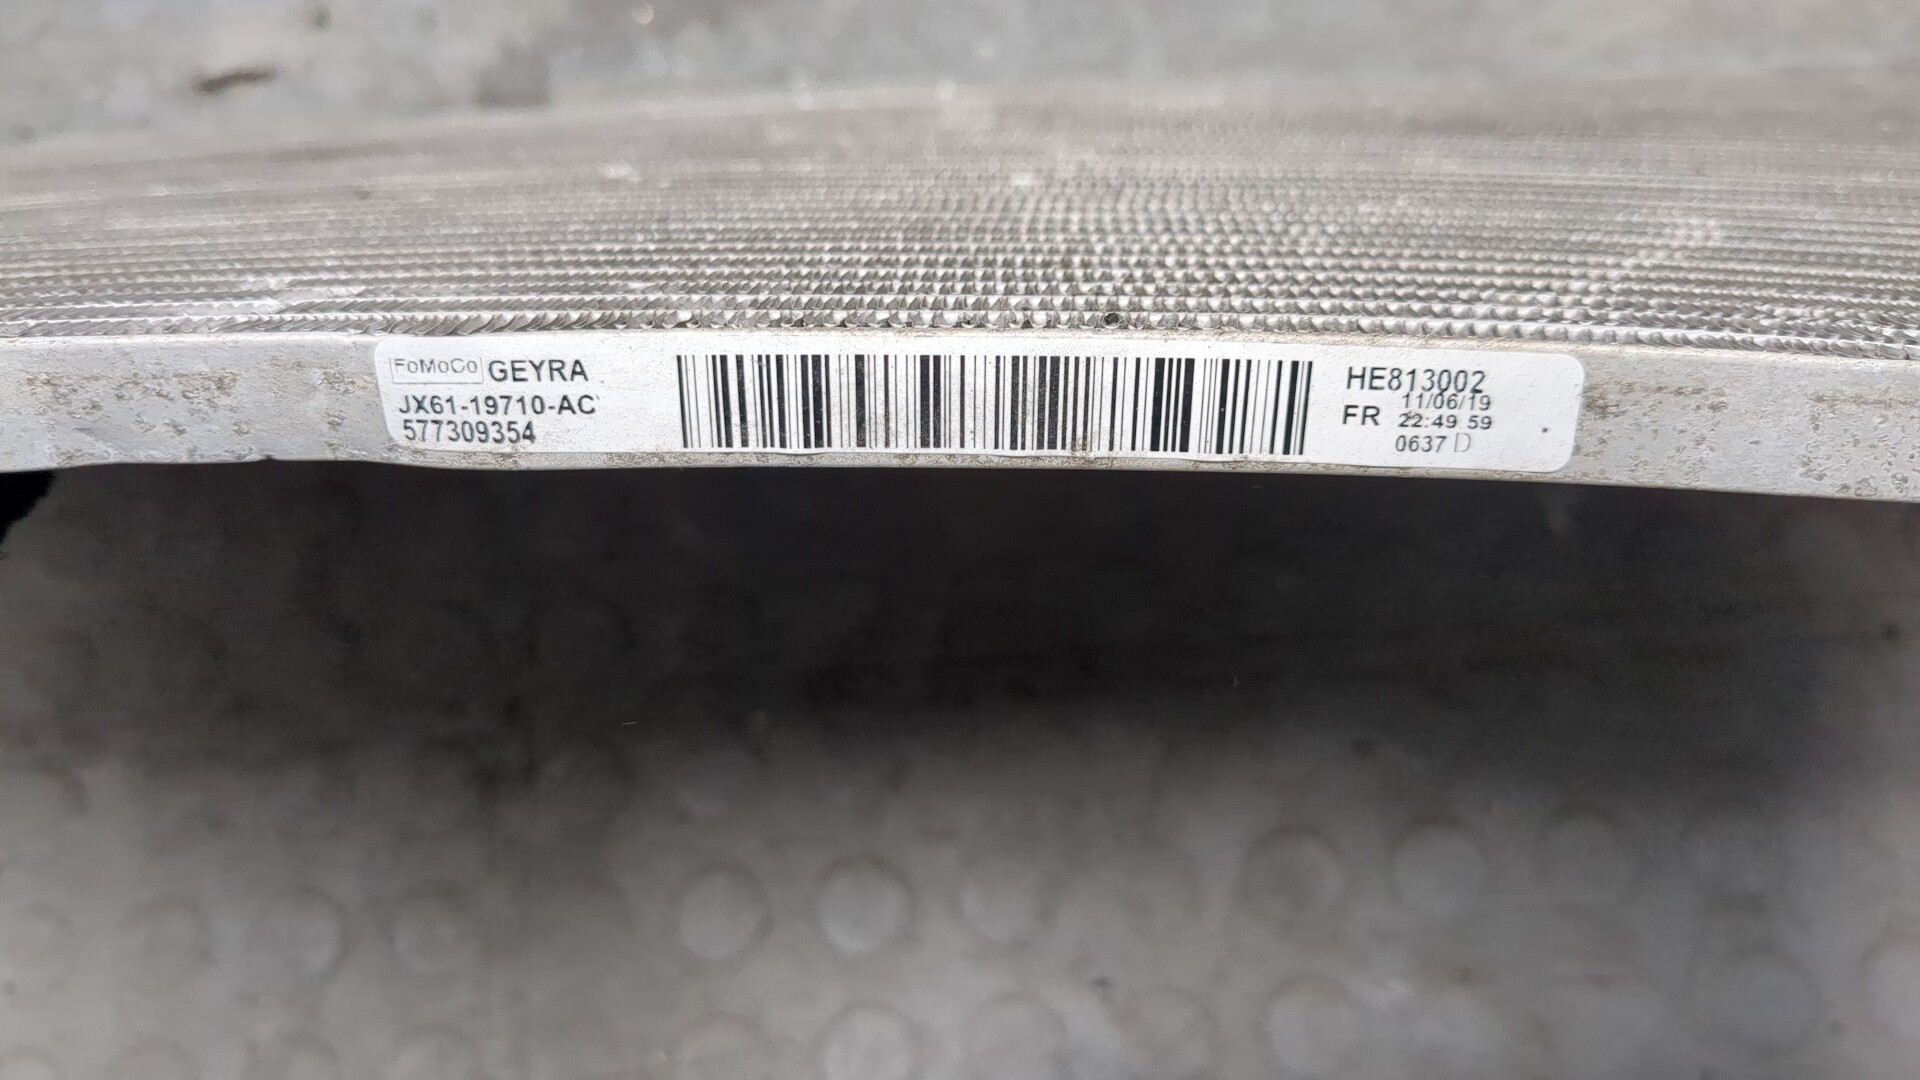 FoMoCo GEYRA
JX61-19710-AC
577309354
HE813002
11/06/19
FR 22:49 59
0637 D